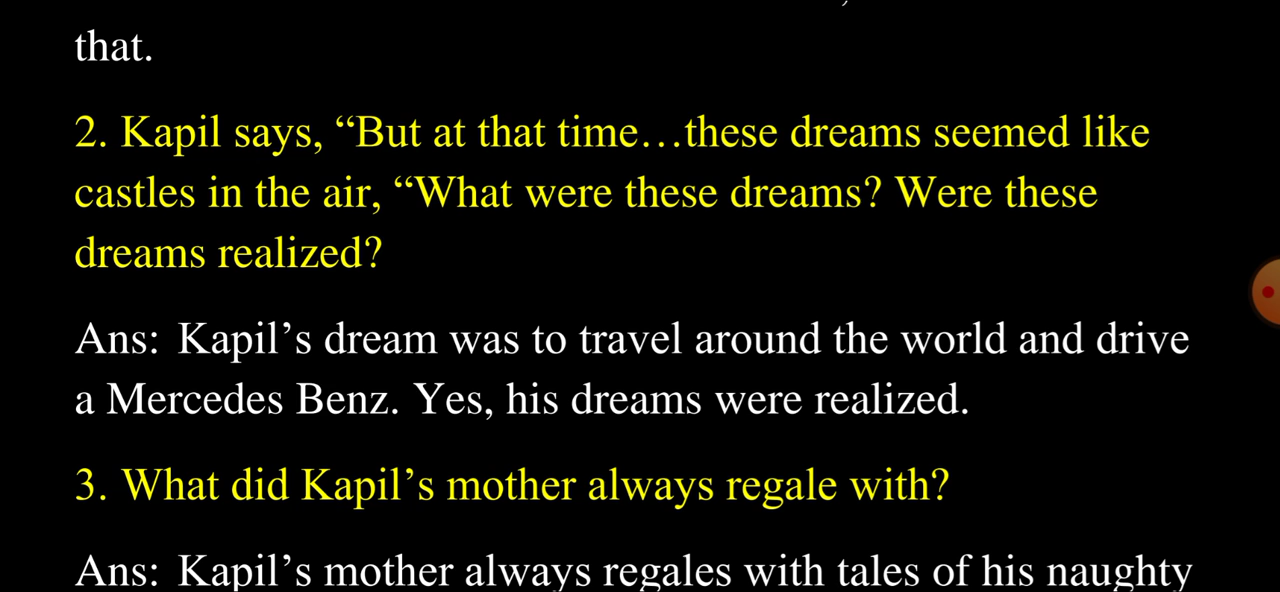 that.
2. Kapil says, “But at that time…these dreams seemed like
castles in the air, “What were these dreams? Were these
dreams realized?
Ans: Kapil’s dream was to travel around the world and drive
a Mercedes Benz. Yes, his dreams were realized.
3. What did Kapil’s mother always regale with?
Ans: Kapil’s mother always regales with tales of his naughty